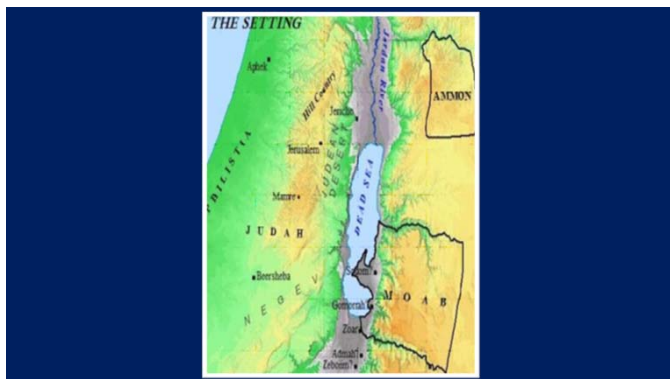 THE SETTING
Aphek
Hill Country
Jordan River
AMMON
Jericho
PHILISTIA
Jerusalem
JUDEAN
DESERT
DEAD SEA
Mamre
JUDAH
Beersheba
NEGEV
Sodom?
MOAB
Gomorrah?
Zoar
Admah?
Zeboiim?